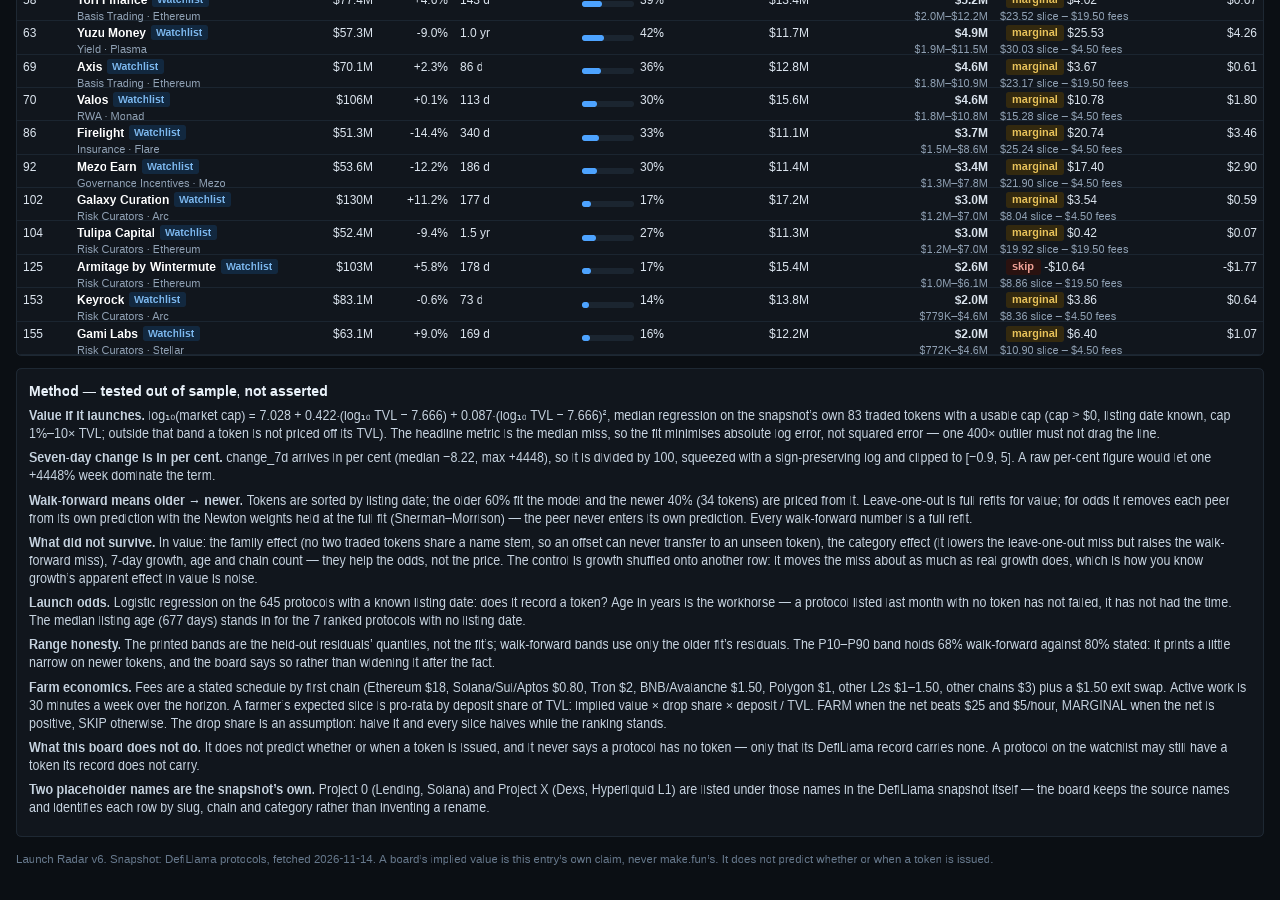 58 Yori Finance Watchlist $77.4M +4.6% 143 d 39% $13.4M $5.2M marginal $4.02 $0.67
Basis Trading · Ethereum $2.0M–$12.2M $23.52 slice – $19.50 fees
63 Yuzu Money Watchlist $57.3M -9.0% 1.0 yr 42% $11.7M $4.9M marginal $25.53 $4.26
Yield · Plasma $1.9M–$11.5M $30.03 slice – $4.50 fees
69 Axis Watchlist $70.1M +2.3% 86 d 36% $12.8M $4.6M marginal $3.67 $0.61
Basis Trading · Ethereum $1.8M–$10.9M $23.17 slice – $19.50 fees
70 Valos Watchlist $106M +0.1% 113 d 30% $15.6M $4.6M marginal $10.78 $1.80
RWA · Monad $1.8M–$10.8M $15.28 slice – $4.50 fees
86 Firelight Watchlist $51.3M -14.4% 340 d 33% $11.1M $3.7M marginal $20.74 $3.46
Insurance · Flare $1.5M–$8.6M $25.24 slice – $4.50 fees
92 Mezo Earn Watchlist $53.6M -12.2% 186 d 30% $11.4M $3.4M marginal $17.40 $2.90
Governance Incentives · Mezo $1.3M–$7.8M $21.90 slice – $4.50 fees
102 Galaxy Curation Watchlist $130M +11.2% 177 d 17% $17.2M $3.0M marginal $3.54 $0.59
Risk Curators · Arc $1.2M–$7.0M $8.04 slice – $4.50 fees
104 Tulipa Capital Watchlist $52.4M -9.4% 1.5 yr 27% $11.3M $3.0M marginal $0.42 $0.07
Risk Curators · Ethereum $1.2M–$7.0M $19.92 slice – $19.50 fees
125 Armitage by Wintermute Watchlist $103M +5.8% 178 d 17% $15.4M $2.6M skip -$10.64 -$1.77
Risk Curators · Ethereum $1.0M–$6.1M $8.86 slice – $19.50 fees
153 Keyrock Watchlist $83.1M -0.6% 73 d 14% $13.8M $2.0M marginal $3.86 $0.64
Risk Curators · Arc $779K–$4.6M $8.36 slice – $4.50 fees
155 Gami Labs Watchlist $63.1M +9.0% 169 d 16% $12.2M $2.0M marginal $6.40 $1.07
Risk Curators · Stellar $772K–$4.6M $10.90 slice – $4.50 fees
Method — tested out of sample, not asserted
Value if it launches. log₁₀(market cap) = 7.028 + 0.422·(log₁₀ TVL − 7.666) + 0.087·(log₁₀ TVL − 7.666)², median regression on the snapshot's own 83 traded tokens with a usable cap (cap > $0, listing date known, cap
1%–10× TVL; outside that band a token is not priced off its TVL). The headline metric is the median miss, so the fit minimises absolute log error, not squared error — one 400× outlier must not drag the line.
Seven-day change is in per cent. change_7d arrives in per cent (median −8.22, max +4448), so it is divided by 100, squeezed with a sign-preserving log and clipped to [−0.9, 5]. A raw per-cent figure would let one
+4448% week dominate the term.
Walk-forward means older → newer. Tokens are sorted by listing date; the older 60% fit the model and the newer 40% (34 tokens) are priced from it. Leave-one-out is full refits for value; for odds it removes each peer
from its own prediction with the Newton weights held at the full fit (Sherman–Morrison) — the peer never enters its own prediction. Every walk-forward number is a full refit.
What did not survive. In value: the family effect (no two traded tokens share a name stem, so an offset can never transfer to an unseen token), the category effect (it lowers the leave-one-out miss but raises the walk-
forward miss), 7-day growth, age and chain count — they help the odds, not the price. The control is growth shuffled onto another row: it moves the miss about as much as real growth does, which is how you know
growth's apparent effect in value is noise.
Launch odds. Logistic regression on the 645 protocols with a known listing date: does it record a token? Age in years is the workhorse — a protocol listed last month with no token has not failed, it has not had the time.
The median listing age (677 days) stands in for the 7 ranked protocols with no listing date.
Range honesty. The printed bands are the held-out residuals' quantiles, not the fit's; walk-forward bands use only the older fit's residuals. The P10–P90 band holds 68% walk-forward against 80% stated: it prints a little
narrow on newer tokens, and the board says so rather than widening it after the fact.
Farm economics. Fees are a stated schedule by first chain (Ethereum $18, Solana/Sui/Aptos $0.80, Tron $2, BNB/Avalanche $1.50, Polygon $1, other L2s $1–1.50, other chains $3) plus a $1.50 exit swap. Active work is
30 minutes a week over the horizon. A farmer's expected slice is pro-rata by deposit share of TVL: implied value × drop share × deposit / TVL. FARM when the net beats $25 and $5/hour, MARGINAL when the net is
positive, SKIP otherwise. The drop share is an assumption: halve it and every slice halves while the ranking stands.
What this board does not do. It does not predict whether or when a token is issued, and it never says a protocol has no token — only that its DefiLlama record carries none. A protocol on the watchlist may still have a
token its record does not carry.
Two placeholder names are the snapshot's own. Project 0 (Lending, Solana) and Project X (Dexs, Hyperliquid L1) are listed under those names in the DefiLlama snapshot itself — the board keeps the source names
and identifies each row by slug, chain and category rather than inventing a rename.
Launch Radar v6. Snapshot: DefiLlama protocols, fetched 2026-11-14. A board's implied value is this entry's own claim, never make.fun's. It does not predict whether or when a token is issued.